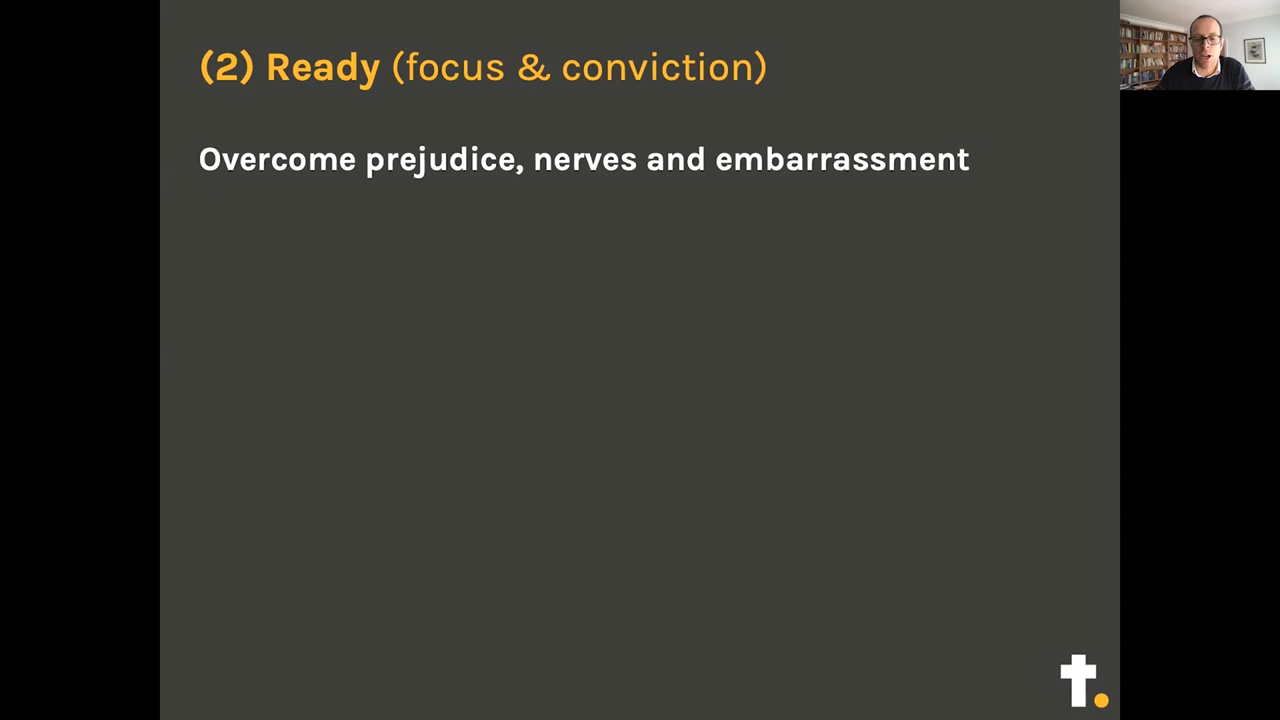 (2) Ready (focus & conviction)
Overcome prejudice, nerves and embarrassment